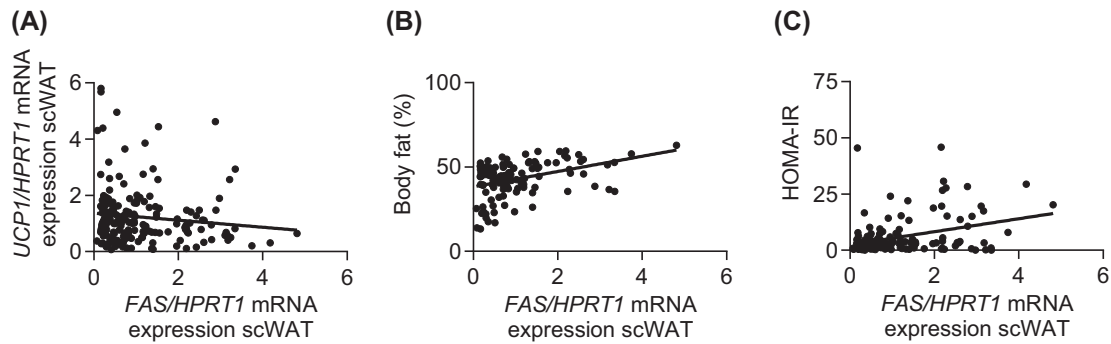 (A)
UCP1/HPRT1 mRNA
expression scWAT
6
4
2
0
0 2 4 6
FAS/HPRT1 mRNA
expression scWAT
(B)
Body fat (%)
100
50
0
0 2 4 6
FAS/HPRT1 mRNA
expression scWAT
(C)
HOMA-IR
75
50
25
0
0 2 4 6
FAS/HPRT1 mRNA
expression scWAT